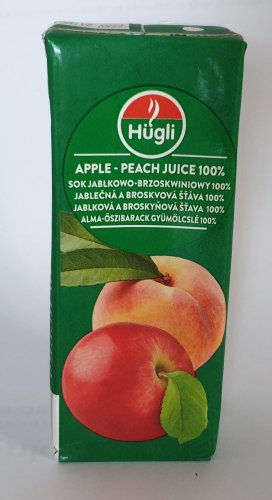 Hügli
APPLE - PEACH JUICE 100%
SOK JABŁKOWO-BRZOSKWINIOWY 100%
JABLEČNÁ A BROSKVOVÁ ŠŤÁVA 100%
JABLKOVÁ A BROSKYŇOVÁ ŠŤAVA 100%
ALMA-ŐSZIBARACK GYÜMÖLCSLÉ 100%